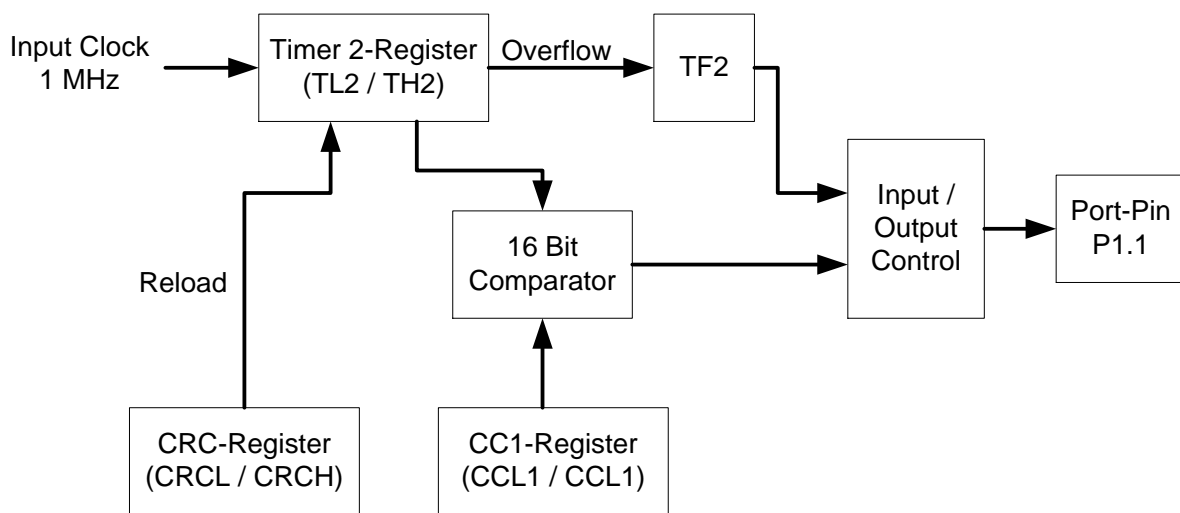 Input Clock
1 MHz
Timer 2-Register
(TL2 / TH2)
Overflow
TF2
Input /
Output
Control
Port-Pin
P1.1
16 Bit
Comparator
Reload
CRC-Register
(CRCL / CRCH)
CC1-Register
(CCL1 / CCL1)